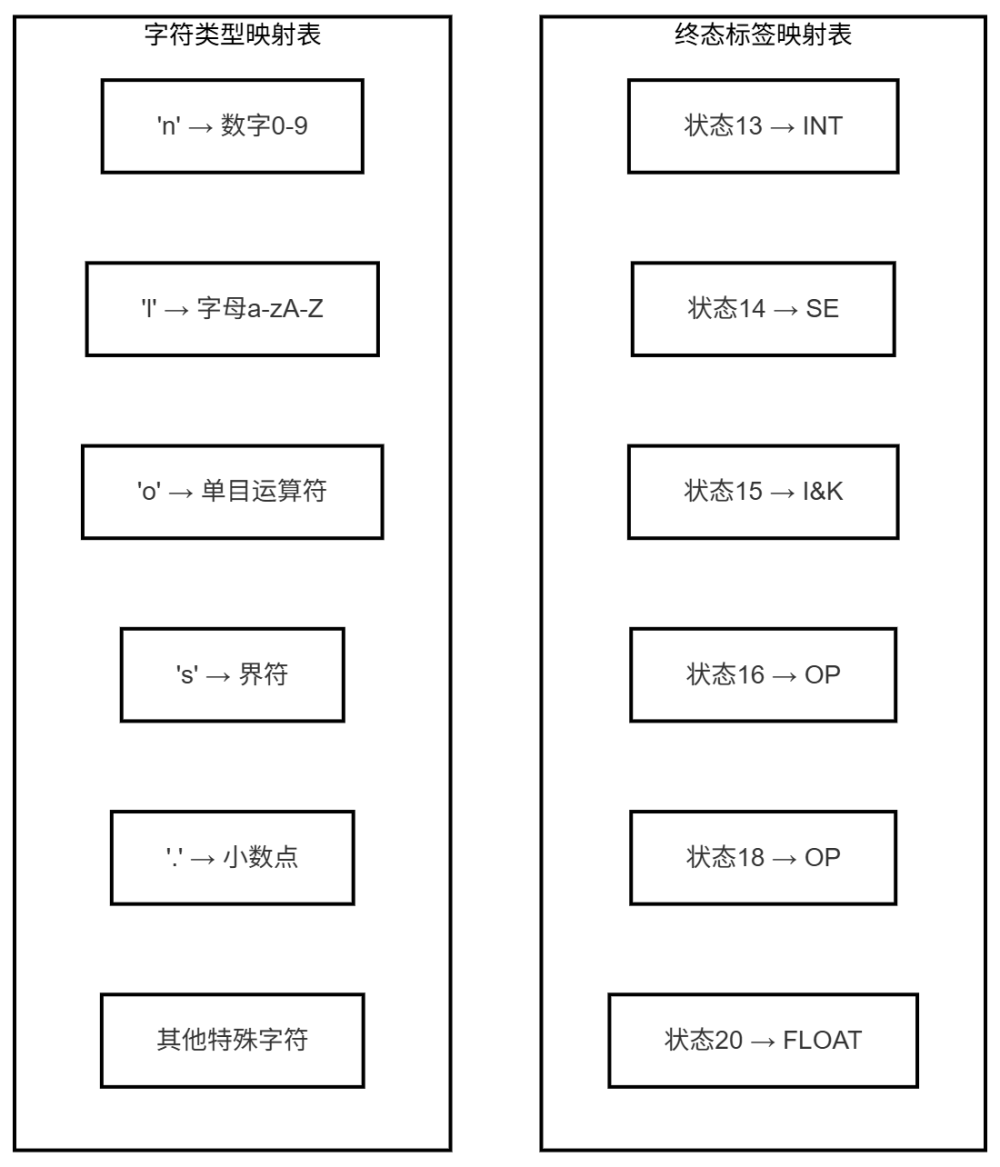 字符类型映射表
'n' → 数字0-9
'l' → 字母a-zA-Z
'o' → 单目运算符
's' → 界符
'.' → 小数点
其他特殊字符
终态标签映射表
状态13 → INT
状态14 → SE
状态15 → I&K
状态16 → OP
状态18 → OP
状态20 → FLOAT